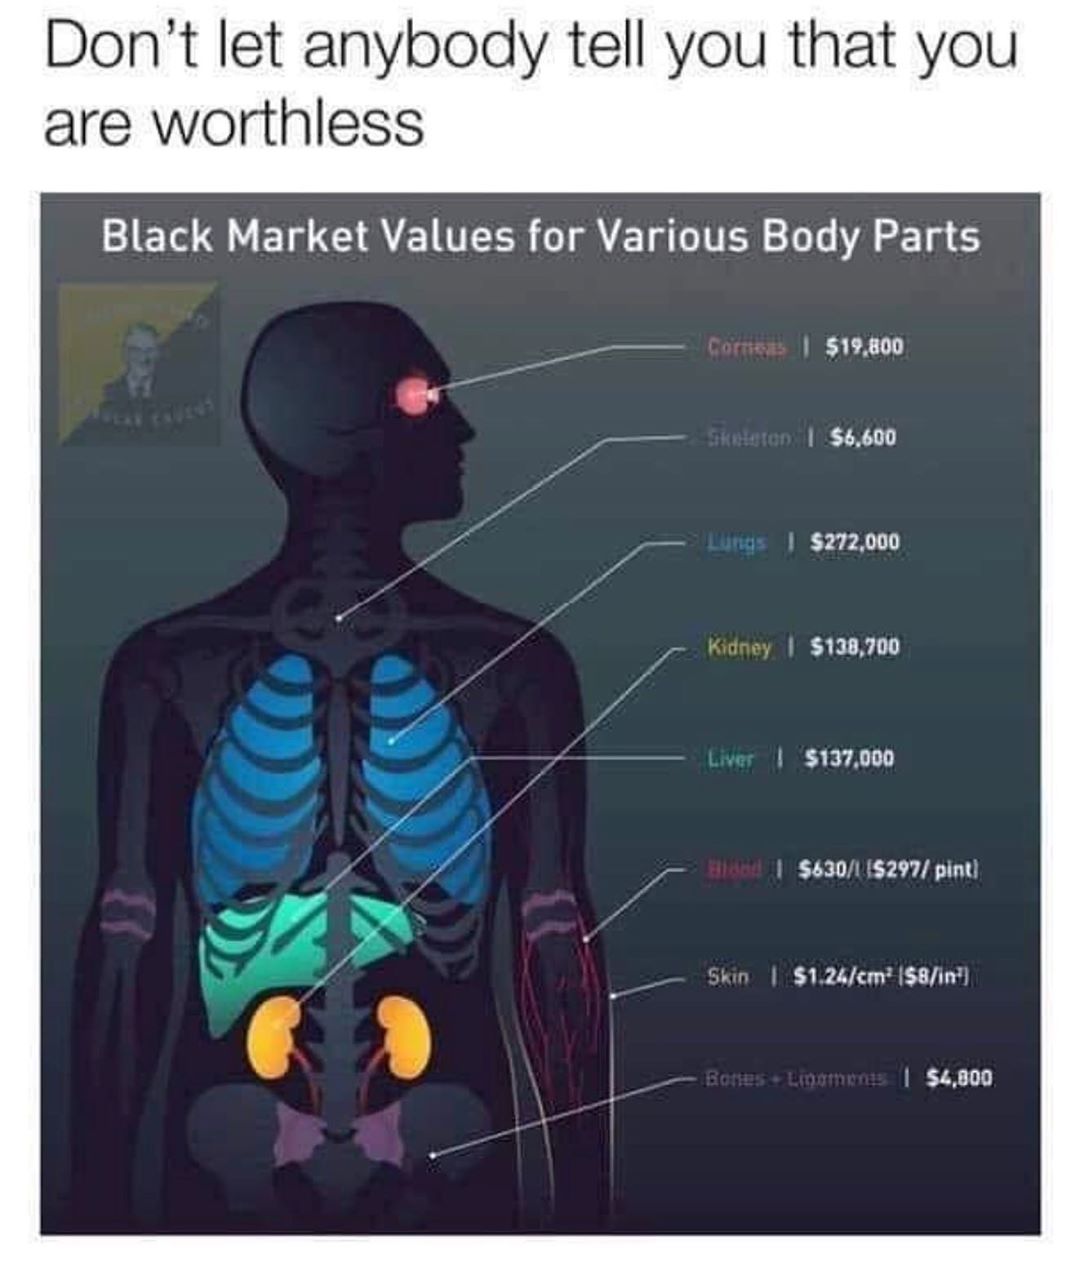 Don't let anybody tell you that you
are worthless
Black Market Values for Various Body Parts
Corneas | $19,800
Skeleton | $6,600
Lungs | $272,000
Kidney | $138,700
Liver | $137,000
Blood | $630/l ($297/ pint)
Skin | $1.24/cm² ($8/in²)
Bones + Ligaments | $4,800